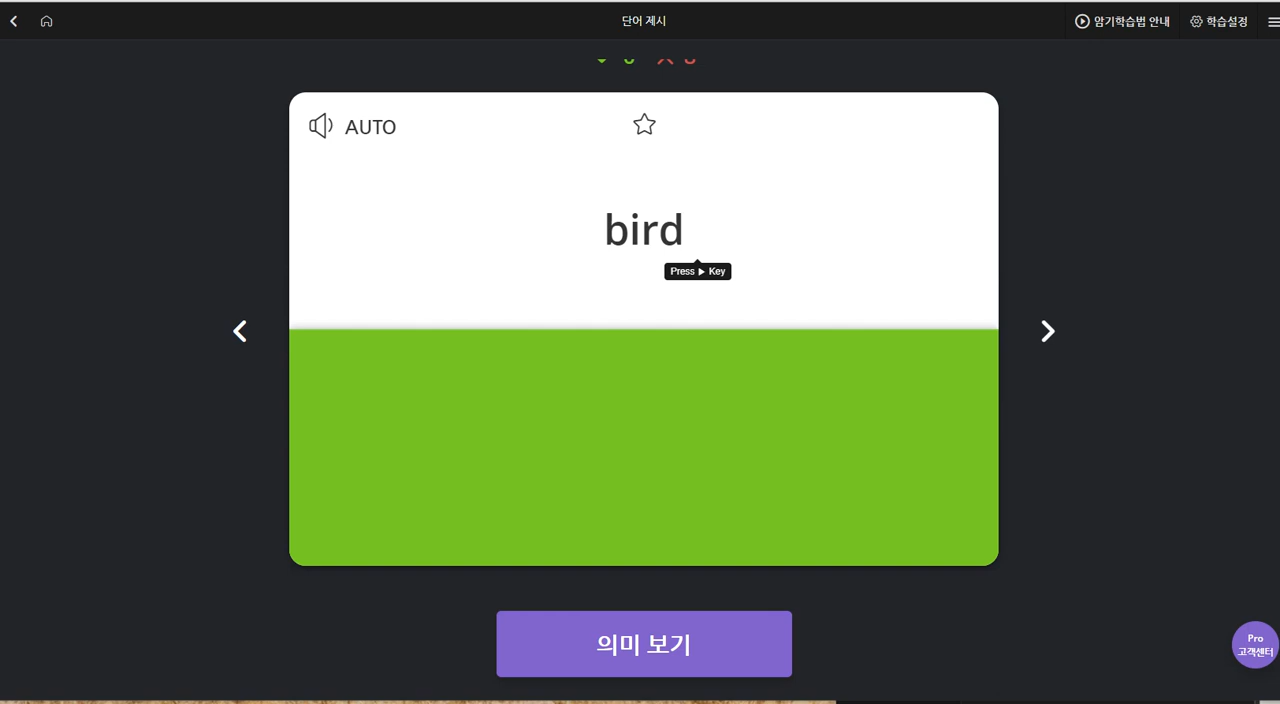 단어 제시
암기학습법 안내
학습설정
AUTO
bird
Press ▶ Key
의미 보기
Pro
고객센터